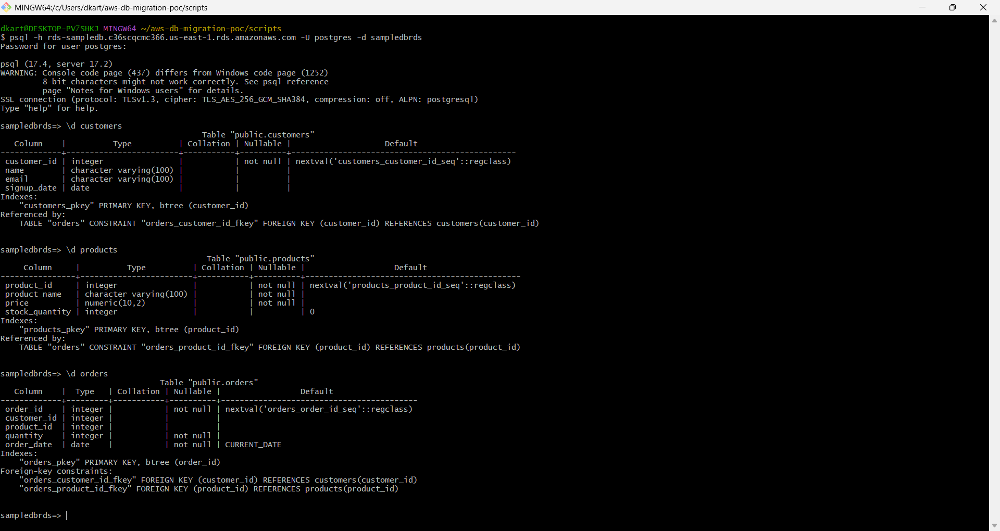 MINGW64:/c/Users/dkart/aws-db-migration-poc/scripts
dkart@DESKTOP-PV7SHKJ MINGW64 ~/aws-db-migration-poc/scripts
$ psql -h rds-sampledb.c36scqcmc366.us-east-1.rds.amazonaws.com -U postgres -d sampledbrds
Password for user postgres:
psql (17.4, server 17.2)
WARNING: Console code page (437) differs from Windows code page (1252)
         8-bit characters might not work correctly. See psql reference
         page "Notes for Windows users" for details.
SSL connection (protocol: TLSv1.3, cipher: TLS_AES_256_GCM_SHA384, compression: off, ALPN: postgresql)
Type "help" for help.
sampledbrds=> \d customers
                                           Table "public.customers"
   Column    |          Type          | Collation | Nullable |                    Default
-------------+------------------------+-----------+----------+------------------------------------------------
 customer_id | integer                |           | not null | nextval('customers_customer_id_seq'::regclass)
 name        | character varying(100) |           |          |
 email       | character varying(100) |           |          |
 signup_date | date                   |           |          |
Indexes:
    "customers_pkey" PRIMARY KEY, btree (customer_id)
Referenced by:
    TABLE "orders" CONSTRAINT "orders_customer_id_fkey" FOREIGN KEY (customer_id) REFERENCES customers(customer_id)
sampledbrds=> \d products
                                            Table "public.products"
     Column     |          Type          | Collation | Nullable |                   Default
----------------+------------------------+-----------+----------+----------------------------------------------
 product_id     | integer                |           | not null | nextval('products_product_id_seq'::regclass)
 product_name   | character varying(100) |           | not null |
 price          | numeric(10,2)          |           | not null |
 stock_quantity | integer                |           |          | 0
Indexes:
    "products_pkey" PRIMARY KEY, btree (product_id)
Referenced by:
    TABLE "orders" CONSTRAINT "orders_product_id_fkey" FOREIGN KEY (product_id) REFERENCES products(product_id)
sampledbrds=> \d orders
                                  Table "public.orders"
   Column    |  Type   | Collation | Nullable |                 Default
-------------+---------+-----------+----------+------------------------------------------
 order_id    | integer |           | not null | nextval('orders_order_id_seq'::regclass)
 customer_id | integer |           |          |
 product_id  | integer |           |          |
 quantity    | integer |           | not null |
 order_date  | date    |           | not null | CURRENT_DATE
Indexes:
    "orders_pkey" PRIMARY KEY, btree (order_id)
Foreign-key constraints:
    "orders_customer_id_fkey" FOREIGN KEY (customer_id) REFERENCES customers(customer_id)
    "orders_product_id_fkey" FOREIGN KEY (product_id) REFERENCES products(product_id)
sampledbrds=>